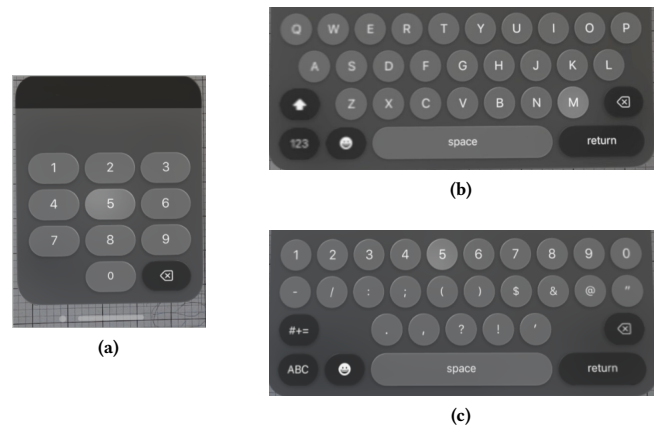 1 2 3
4 5 6
7 8 9
0
(a)
Q W E R T Y U I O P
A S D F G H J K L
Z X C V B N M
123 space return
(b)
1 2 3 4 5 6 7 8 9 0
- / : ; ( ) $ & @ "
#+= . , ? ! '
ABC space return
(c)